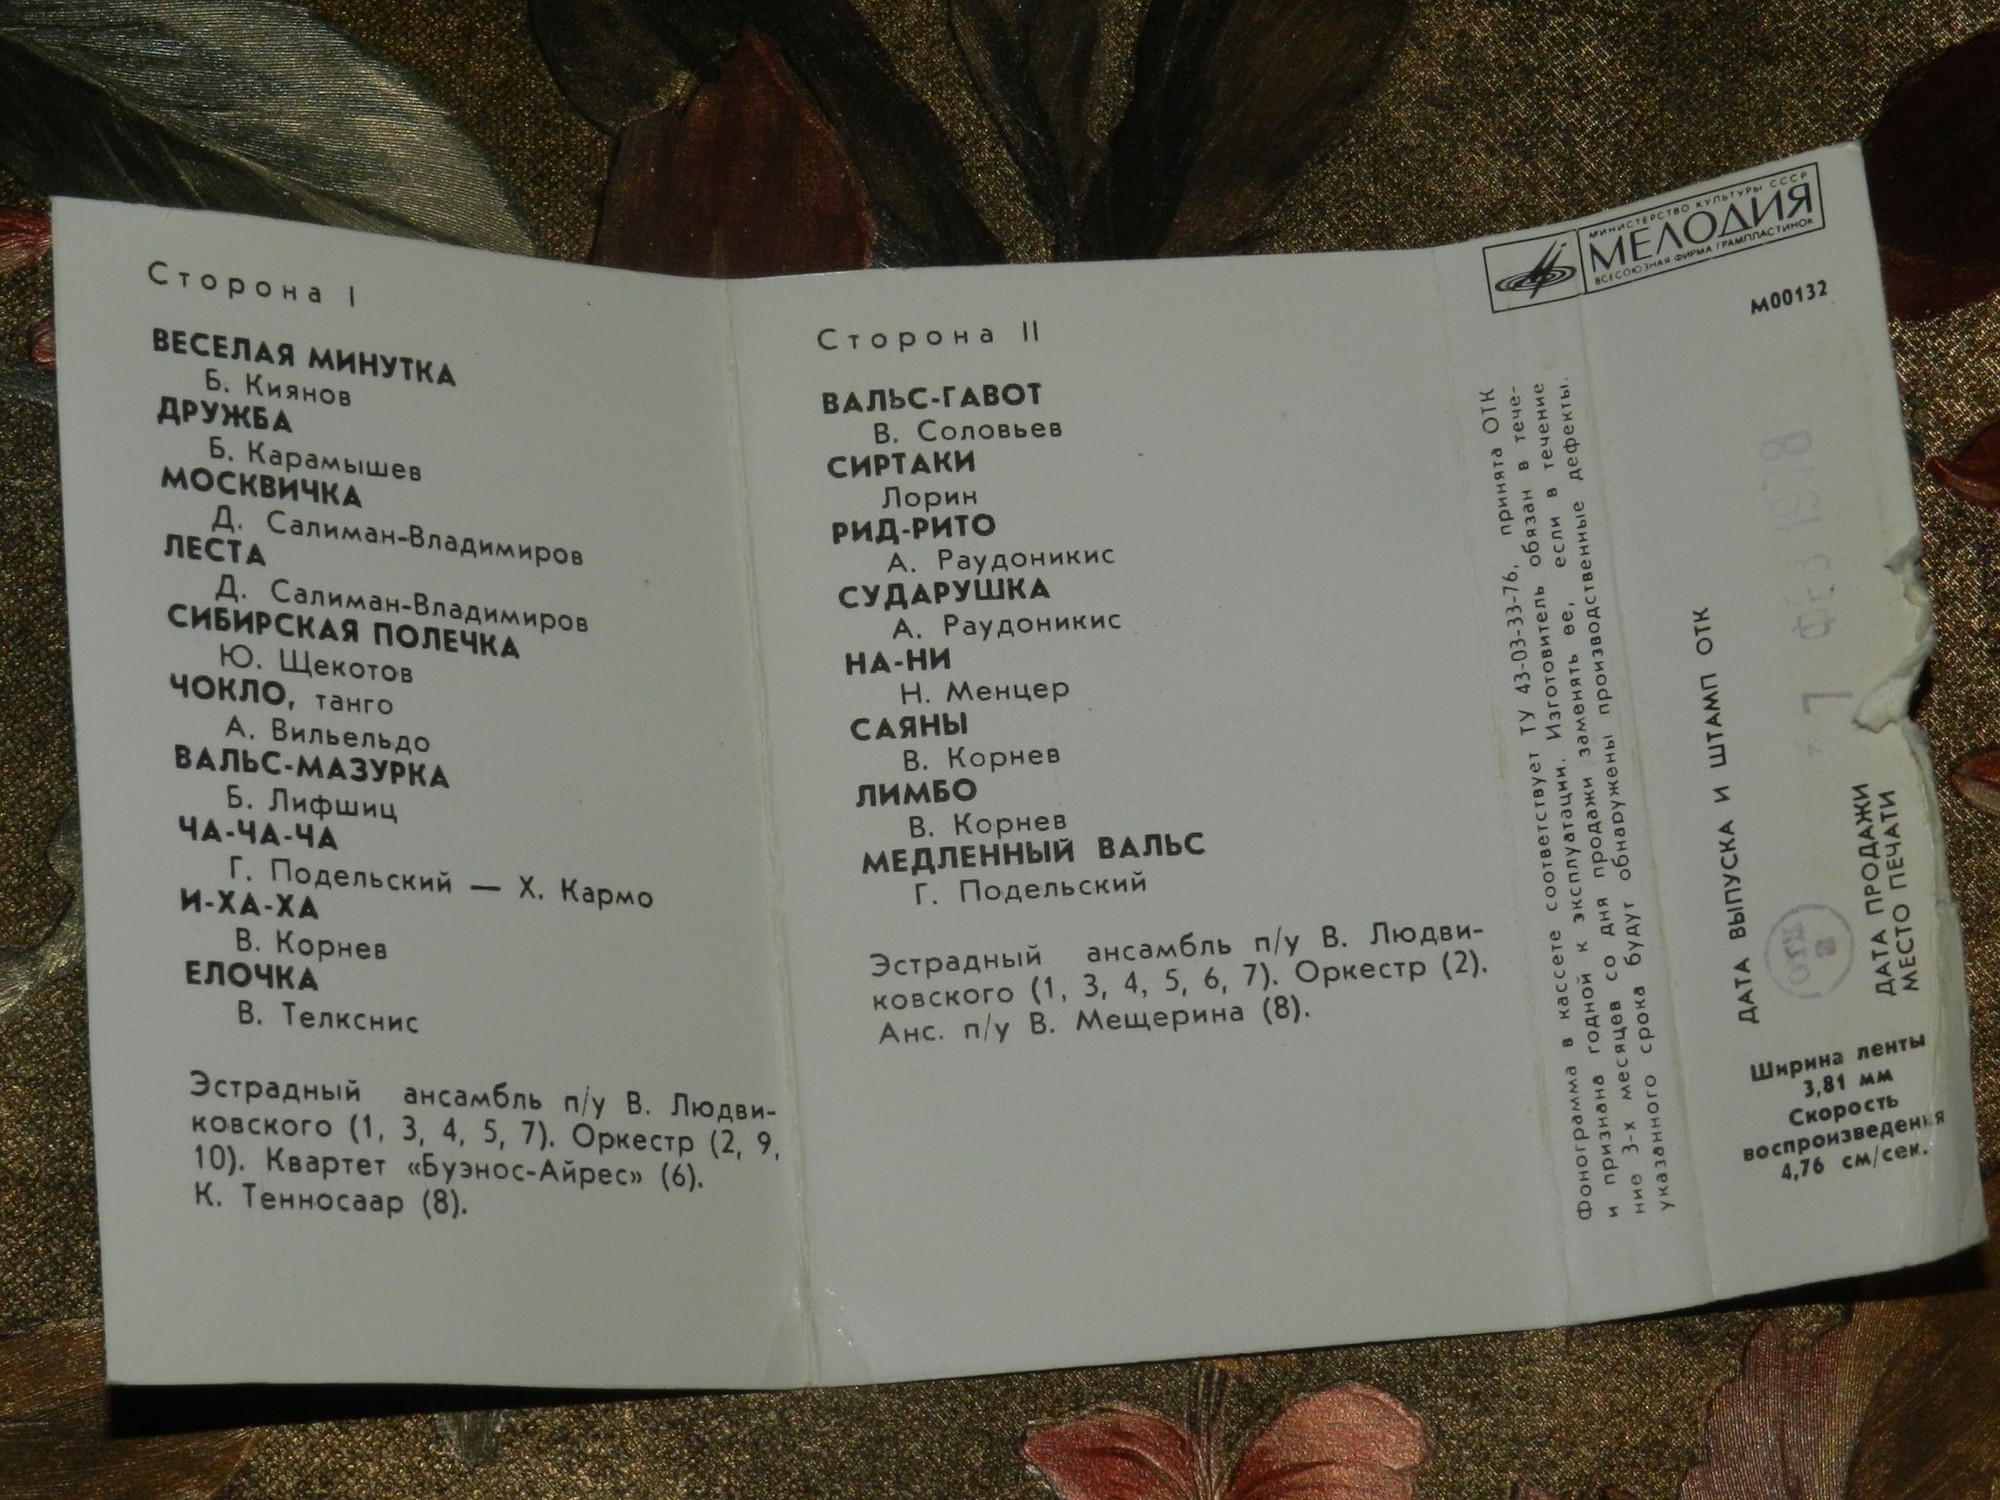 Сторона I
ВЕСЕЛАЯ МИНУТКА
Б. Киянов
ДРУЖБА
Б. Карамышев
МОСКВИЧКА
Д. Салиман-Владимиров
ЛЕСТА
Д. Салиман-Владимиров
СИБИРСКАЯ ПОЛЕЧКА
Ю. Щекотов
ЧОКЛО, танго
А. Вильельдо
ВАЛЬС-МАЗУРКА
Б. Лифшиц
ЧА-ЧА-ЧА
Г. Подельский — Х. Кармо
И-ХА-ХА
В. Корнев
ЕЛОЧКА
В. Телкснис
Эстрадный ансамбль п/у В. Людви-
ковского (1, 3, 4, 5, 7). Оркестр (2, 9,
10). Квартет «Буэнос-Айрес» (6).
К. Теннosaар (8).
Сторона II
ВАЛЬС-ГАВОТ
В. Соловьев
СИРТАКИ
Лорин
РИД-РИТО
А. Раудоникис
СУДАРУШКА
А. Раудоникис
НА-НИ
Н. Менцер
САЯНЫ
В. Корнев
ЛИМБО
В. Корнев
МЕДЛЕННЫЙ ВАЛЬС
Г. Подельский
Эстрадный ансамбль п/у В. Людви-
ковского (1, 3, 4, 5, 6, 7). Оркестр (2).
Анс. п/у В. Мещерина (8).
Фонограмма в кассете соответствует ТУ 43-03-33-76, принята ОТК
и признана годной к эксплуатации. Изготовитель обязан в тече-
ние 3-х месяцев со дня продажи заменять ее, если в течение
указанного срока будут обнаружены производственные дефекты.
МИНИСТЕРСТВО КУЛЬТУРЫ СССР
МЕЛОДИЯ
ВСЕСОЮЗНАЯ ФИРМА ГРАМПЛАСТИНОК
М00132
ДАТА ВЫПУСКА И ШТАМП ОТК
7 ФЕВ 1978
ОТК
8
ДАТА ПРОДАЖИ
МЕСТО ПЕЧАТИ
Ширина ленты
3,81 мм
Скорость
воспроизведения
4,76 см/сек.